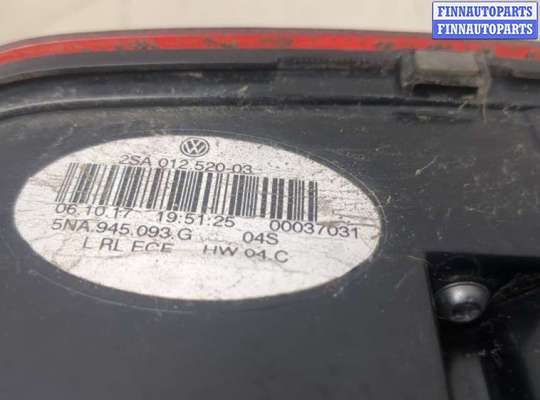 FINNAUTOPARTS
FINNAUTOPARTS
2SA 012.520-03
06.10.17 19:51:25 00037031
5NA.945.093.G 04S
L RL ECE HW 04.C